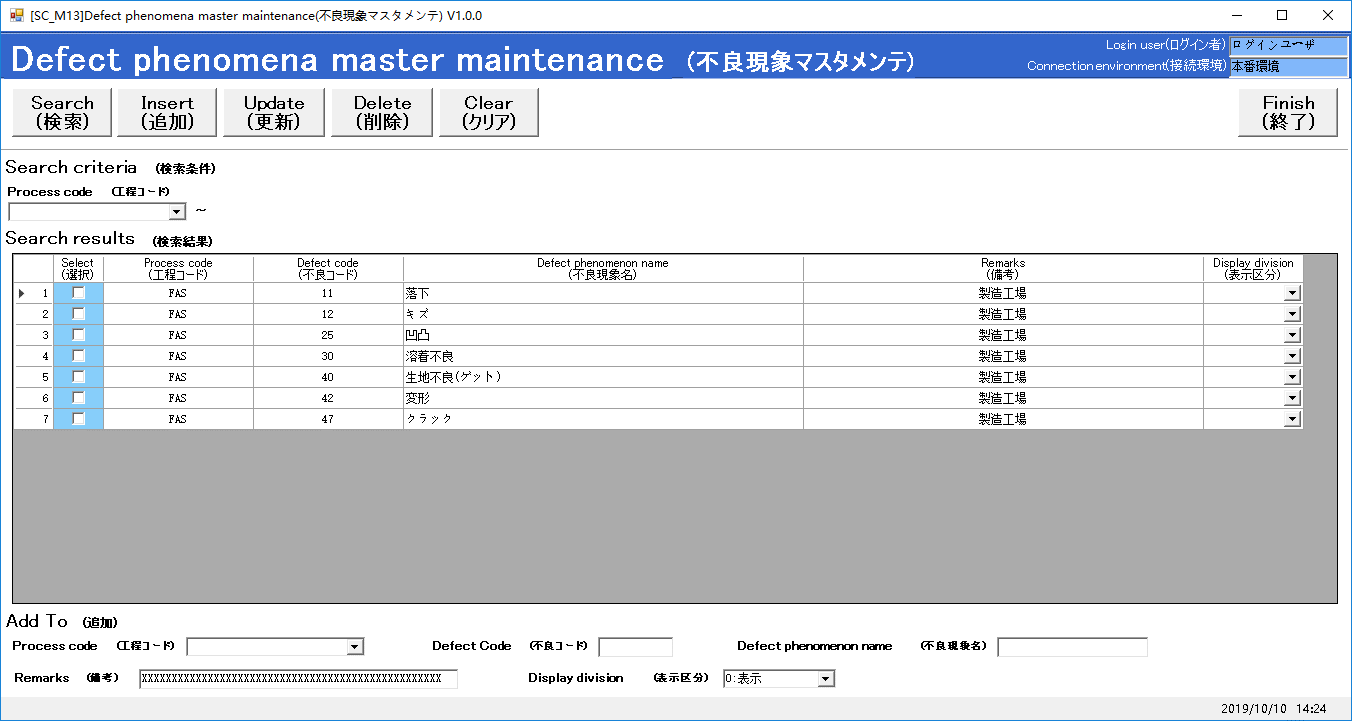 [SC_M13]Defect phenomena master maintenance(不良現象マスタメンテ) V1.0.0
Defect phenomena master maintenance (不良現象マスタメンテ)
Login user(ログイン者) ログインユーザ
Connection environment(接続環境) 本番環境
Search Insert Update Delete Clear Finish
(検索) (追加) (更新) (削除) (クリア) (終了)
Search criteria (検索条件)
Process code (工程コード)
～
Search results (検索結果)
Select Process code Defect code Defect phenomenon name Remarks Display division
(選択) (工程コード) (不良コード) (不良現象名) (備考) (表示区分)
1 FAS 11 落下 製造工場
2 FAS 12 キズ 製造工場
3 FAS 25 凹凸 製造工場
4 FAS 30 溶着不良 製造工場
5 FAS 40 生地不良(ゲット) 製造工場
6 FAS 42 変形 製造工場
7 FAS 47 クラック 製造工場
Add To (追加)
Process code (工程コード) Defect Code (不良コード) Defect phenomenon name (不良現象名)
Remarks (備考) XXXXXXXXXXXXXXXXXXXXXXXXXXXXXXXXXXXXXXXXXXXXXXXXXX Display division (表示区分) 0:表示
2019/10/10 14:24